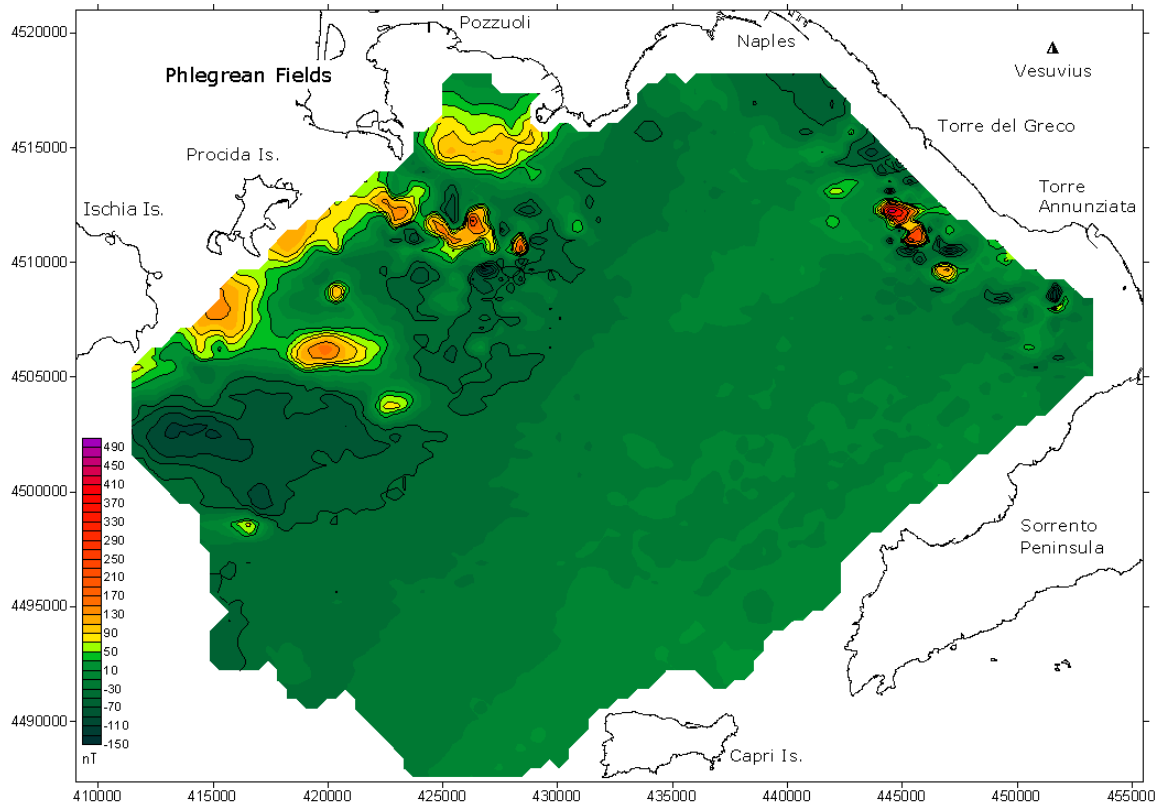 4520000
Pozzuoli
Naples
Vesuvius
Phlegrean Fields
4515000
Torre del Greco
Procida Is.
Torre
Annunziata
Ischia Is.
4510000
4505000
490
450
410
370
330
290
250
210
170
130
90
50
10
-30
-70
-110
-150
nT
4500000
Sorrento
Peninsula
4495000
4490000
Capri Is.
410000
415000
420000
425000
430000
435000
440000
445000
450000
455000